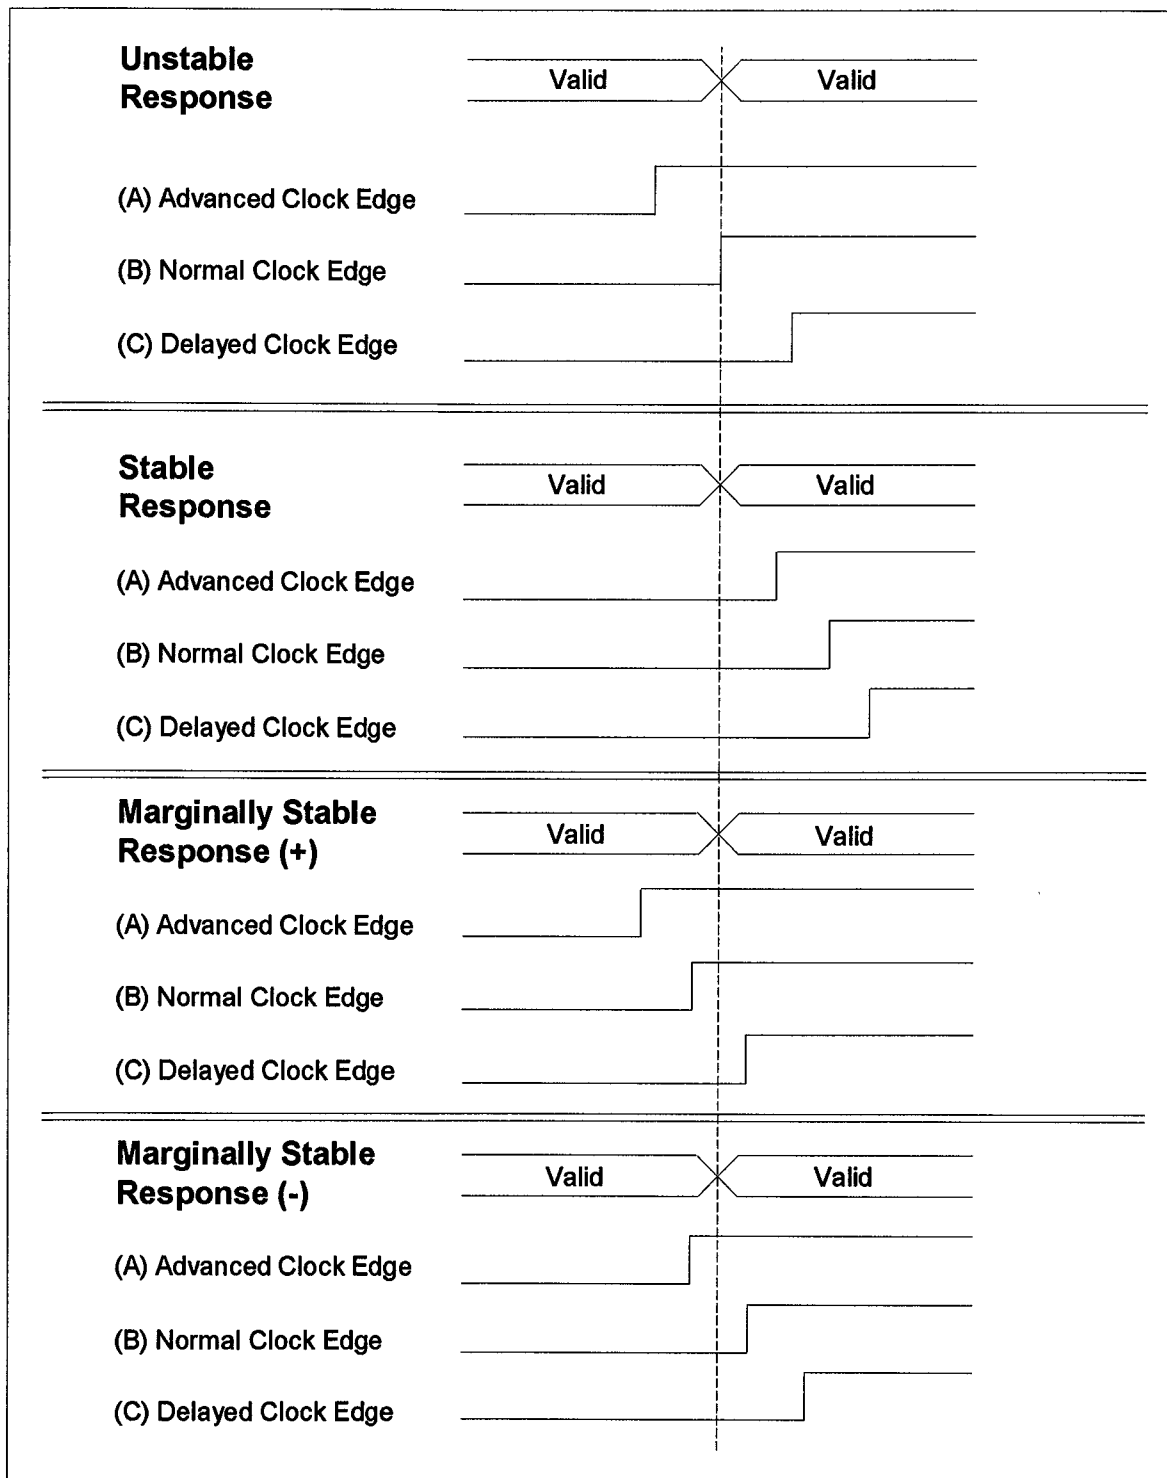 Unstable
Response
Valid Valid
(A) Advanced Clock Edge
(B) Normal Clock Edge
(C) Delayed Clock Edge
Stable
Response
Valid Valid
(A) Advanced Clock Edge
(B) Normal Clock Edge
(C) Delayed Clock Edge
Marginally Stable
Response (+)
Valid Valid
(A) Advanced Clock Edge
(B) Normal Clock Edge
(C) Delayed Clock Edge
Marginally Stable
Response (-)
Valid Valid
(A) Advanced Clock Edge
(B) Normal Clock Edge
(C) Delayed Clock Edge